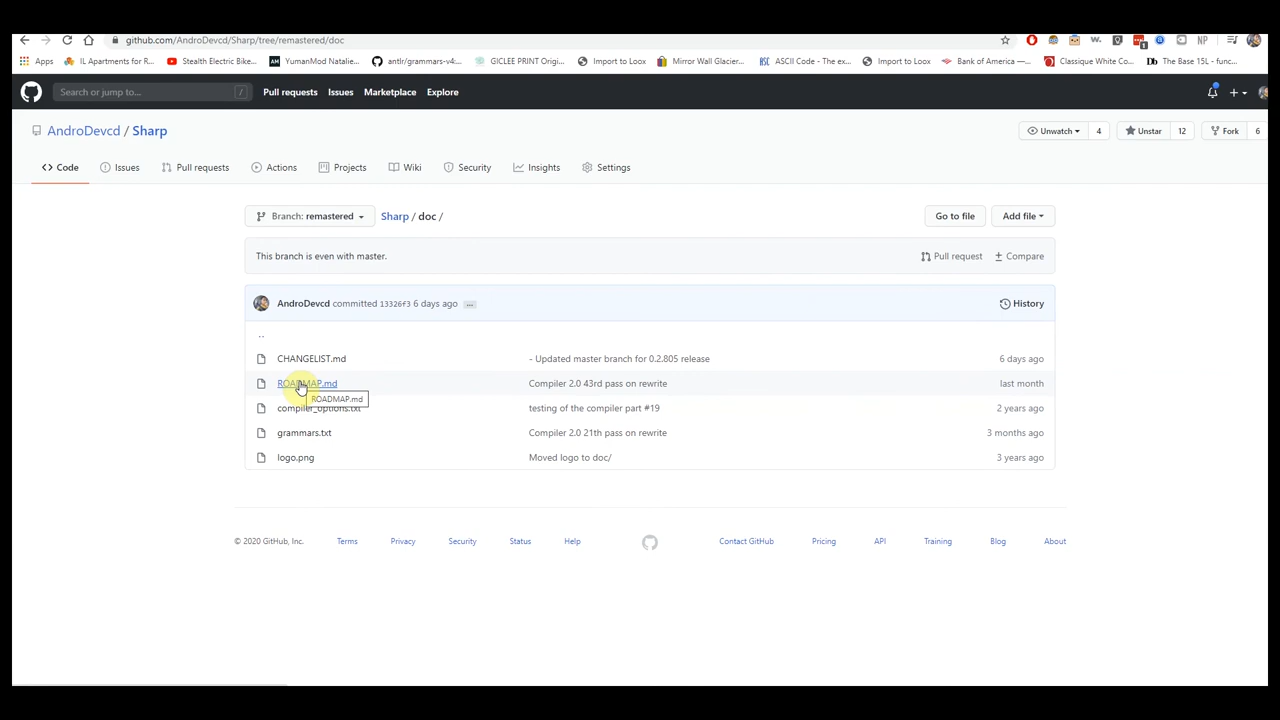 github.com/AndroDevcd/Sharp/tree/remastered/doc
Apps IL Apartments for R... Stealth Electric Bike... YumanMod Natalie... antlr/grammars-v4:... GIClEE PRINT Origi... Import to Loox Mirror Wall Glacier... ASCII Code - The ex... Import to Loox Bank of America —... Classique White Co... The Base 15L - func...
Search or jump to... / Pull requests Issues Marketplace Explore
AndroDevcd / Sharp Unwatch 4 Unstar 12 Fork 6
Code Issues Pull requests Actions Projects Wiki Security Insights Settings
Branch: remastered Sharp / doc / Go to file Add file
This branch is even with master. Pull request Compare
AndroDevcd committed 13326f3 6 days ago ... History
..
CHANGELIST.md - Updated master branch for 0.2.805 release 6 days ago
ROADMAP.md Compiler 2.0 43rd pass on rewrite last month
ROADMAP.md
compiler_options.txt testing of the compiler part #19 2 years ago
grammars.txt Compiler 2.0 21th pass on rewrite 3 months ago
logo.png Moved logo to doc/ 3 years ago
© 2020 GitHub, Inc. Terms Privacy Security Status Help Contact GitHub Pricing API Training Blog About